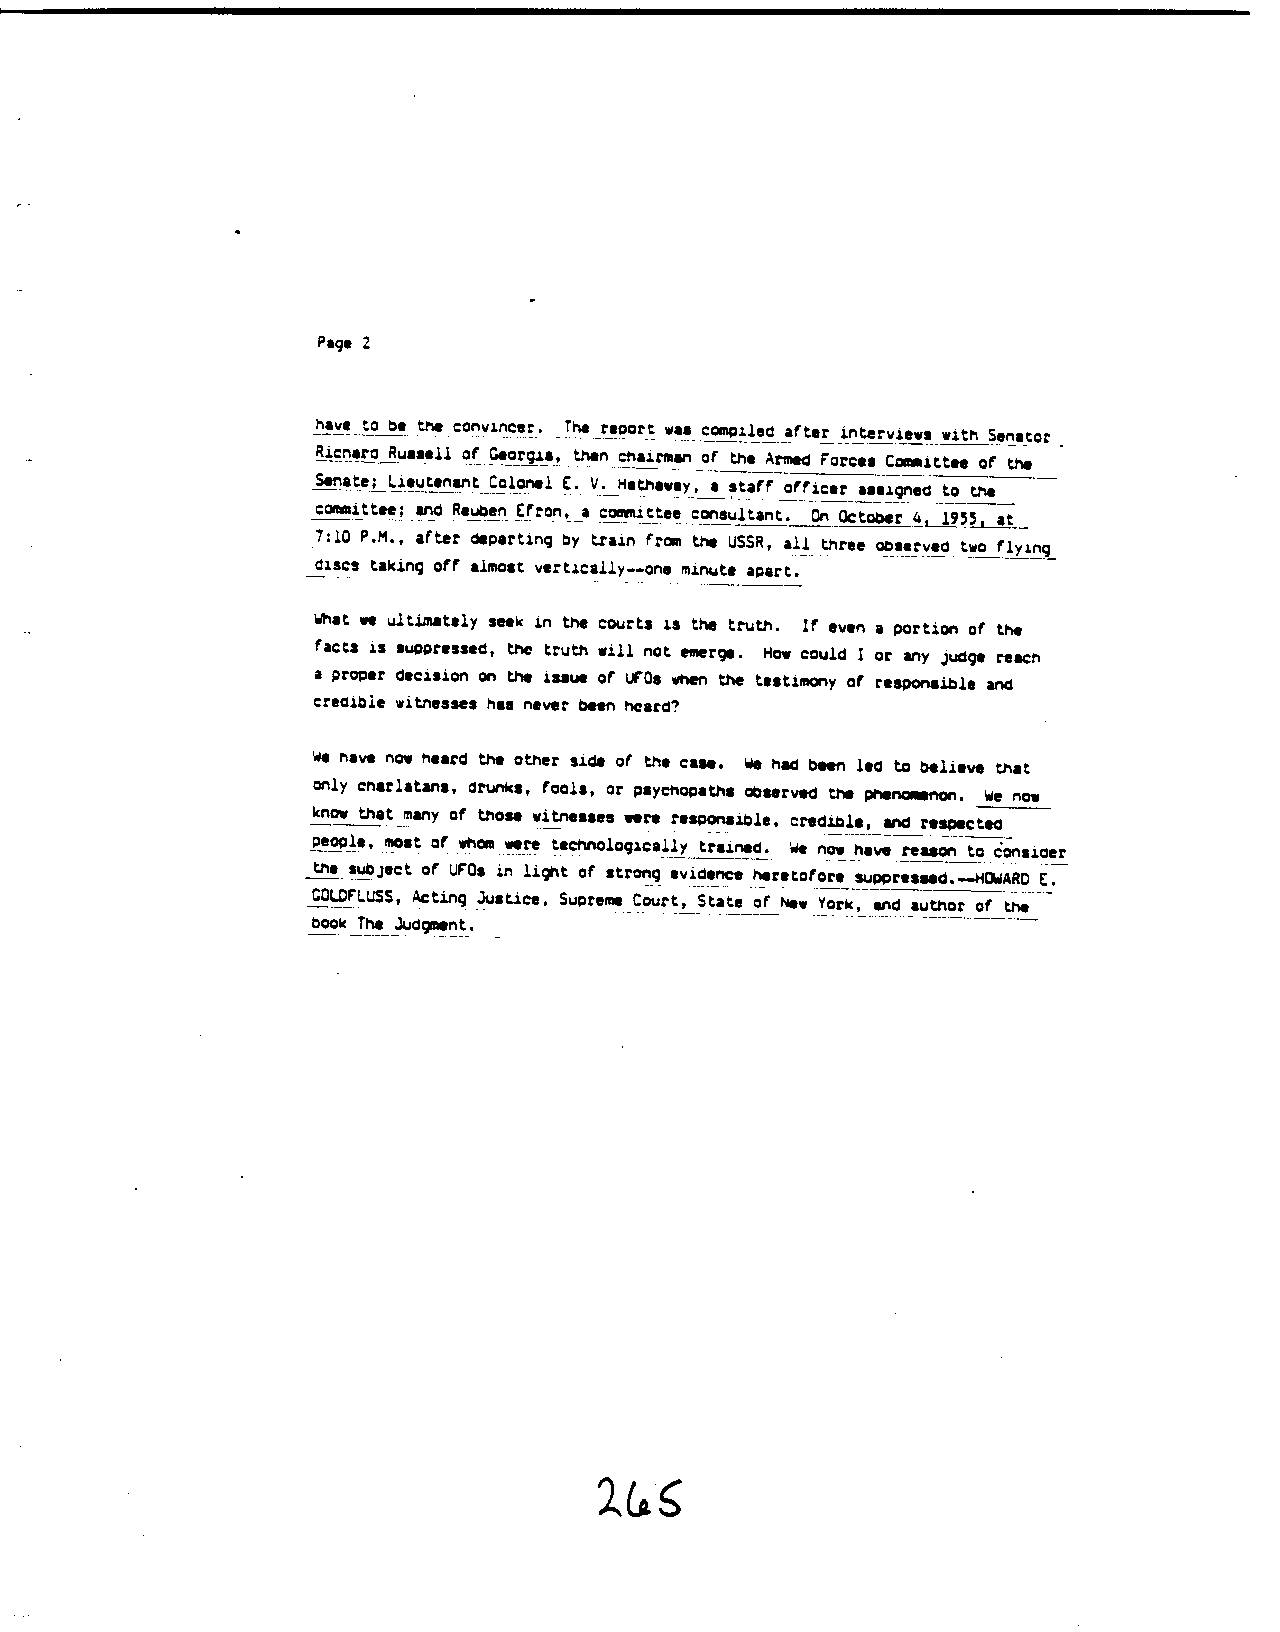 Page 2
have to be the convincer. The report was compiled after interviews with Senator
Richard Russell of Georgia, then chairman of the Armed Forces Committee of the
Senate; Lieutenant Colonel E. V. Hathaway, a staff officer assigned to the
committee; and Reuben Efron, a committee consultant. On October 4, 1955, at
7:10 P.M., after departing by train from the USSR, all three observed two flying
discs taking off almost vertically--one minute apart.
What we ultimately seek in the courts is the truth. If even a portion of the
facts is suppressed, the truth will not emerge. How could I or any judge reach
a proper decision on the issue of UFOs when the testimony of responsible and
credible witnesses has never been heard?
We have now heard the other side of the case. We had been led to believe that
only charlatans, drunks, fools, or psychopaths observed the phenomenon. We now
know that many of those witnesses were responsible, credible, and respected
people, most of whom were technologically trained. We now have reason to consider
the subject of UFOs in light of strong evidence heretofore suppressed.--HOWARD E.
GOLDFLUSS, Acting Justice, Supreme Court, State of New York, and author of the
book The Judgment.
265